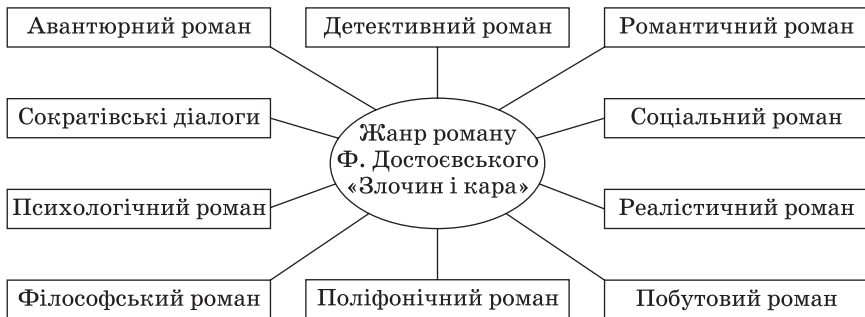 Авантюрний роман
Детективний роман
Романтичний роман
Сократівські діалоги
Жанр роману
Ф. Достоєвського
«Злочин і кара»
Соціальний роман
Психологічний роман
Реалістичний роман
Філософський роман
Поліфонічний роман
Побутовий роман